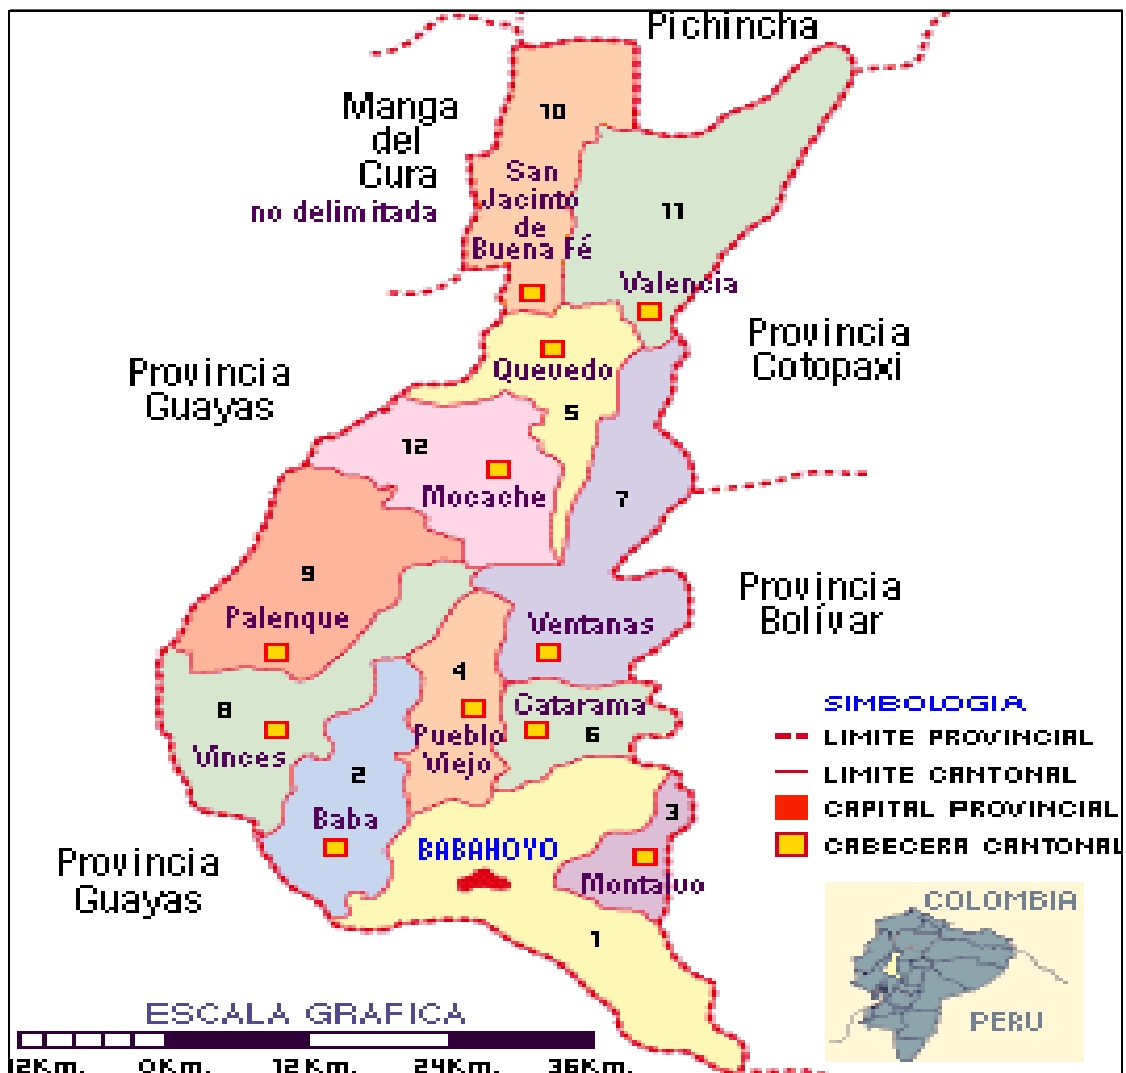 Pichincha
Manga
del
Cura
no delimitada
10
San
Jacinto
de
Buena Fé
11
Valencia
Provincia
Cotopaxi
Provincia
Guayas
Quevedo
5
12
Mocache
7
9
Palenque
Provincia
Bolívar
Ventanas
4
Pueblo
Viejo
Catarama
6
8
Vinces
2
Baba
3
BABAHOYO
Montalvo
1
Provincia
Guayas
SIMBOLOGIA
LIMITE PROVINCIAL
LIMITE CANTONAL
CAPITAL PROVINCIAL
CABECERA CANTONAL
COLOMBIA
PERU
ESCALA GRAFICA
12Km. 0Km. 12Km. 24Km. 36Km.